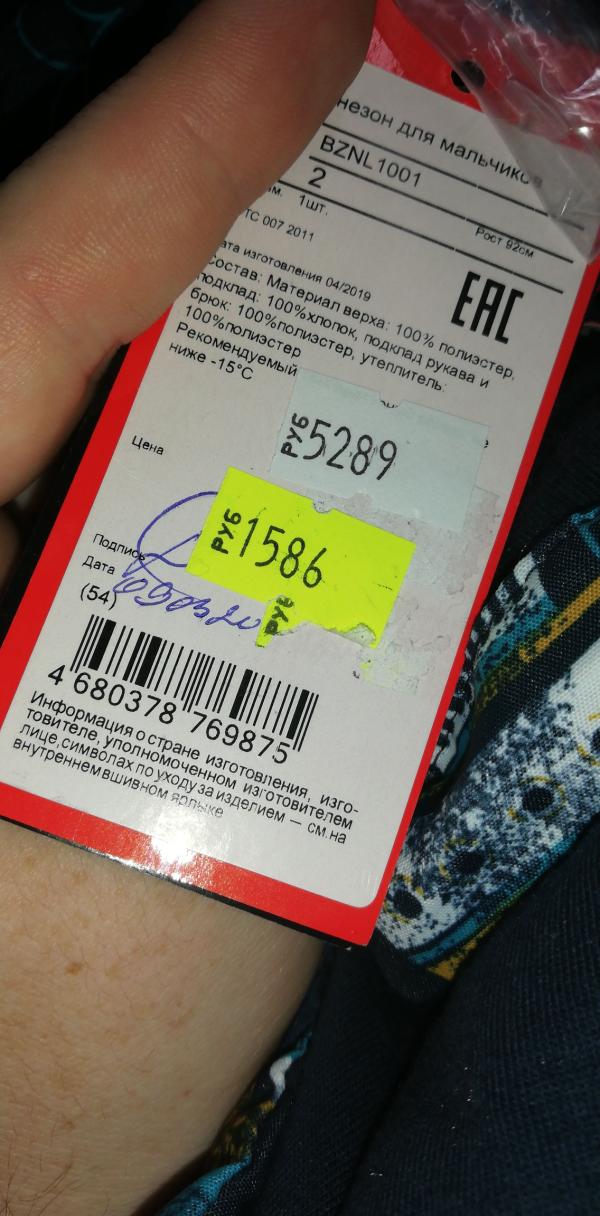 незон для мальчиков
BZNL1001
2
м. 1шт. Рост 92см
ТС 007 2011
ата изготовления 04/2019
EAC
Состав: Материал верха: 100% полиэстер,
подклад: 100%хлопок, подклад рукава и
брюк: 100%полиэстер, утеплитель:
100%полиэстер
Рекомендуемый
ниже -15°C
РУБ 5289
Цена
РУБ 1586
Подпись
Дата
РУБ
(54)
4 680378 769875
Информация о стране изготовления, изго-
товителе, уполномоченном изготовителем
лице, символах по уходу за изделием — см. на
внутреннем вшивном ярлыке